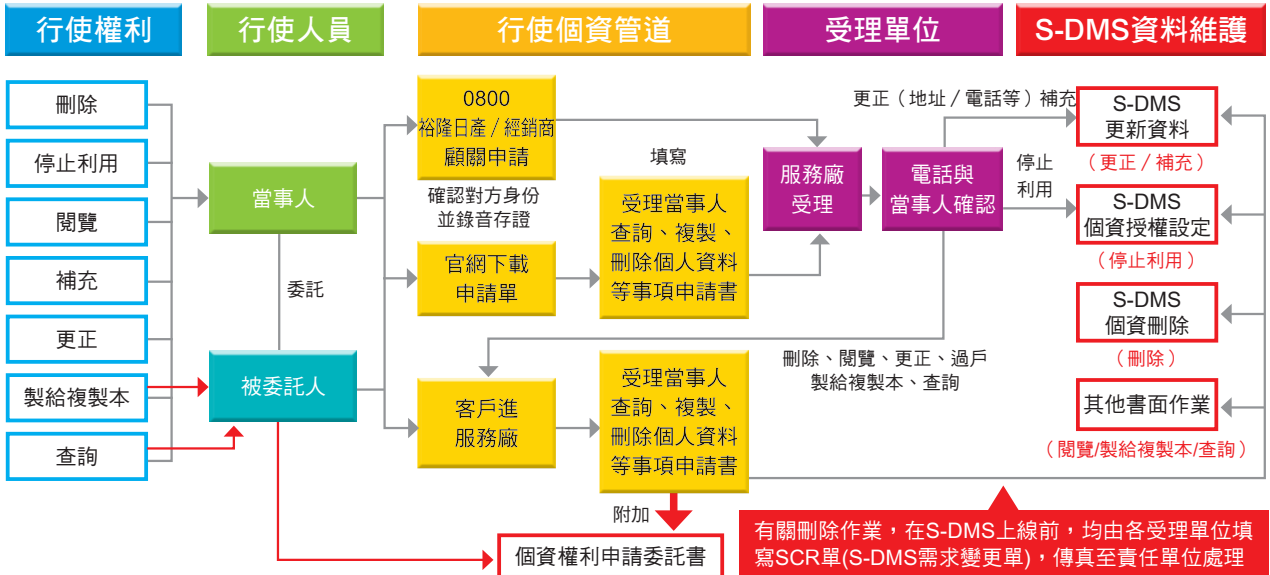 行使權利
行使人員
行使個資管道
受理單位
S-DMS資料維護
刪除
停止利用
閱覽
補充
更正
製給複製本
查詢
當事人
委託
被委託人
0800
裕隆日產／經銷商
顧關申請
確認對方身份
並錄音存證
官網下載
申請單
客戶進
服務廠
填寫
受理當事人
查詢、複製、
刪除個人資料
等事項申請書
受理當事人
查詢、複製、
刪除個人資料
等事項申請書
附加
個資權利申請委託書
服務廠
受理
電話與
當事人確認
更正（地址／電話等）補充
停止
利用
刪除、閱覽、更正、過戶
製給複製本、查詢
S-DMS
更新資料
（更正／補充）
S-DMS
個資授權設定
（停止利用）
S-DMS
個資刪除
（刪除）
其他書面作業
（閱覽/製給複製本/查詢）
有關刪除作業，在S-DMS上線前，均由各受理單位填
寫SCR單(S-DMS需求變更單)，傳真至責任單位處理